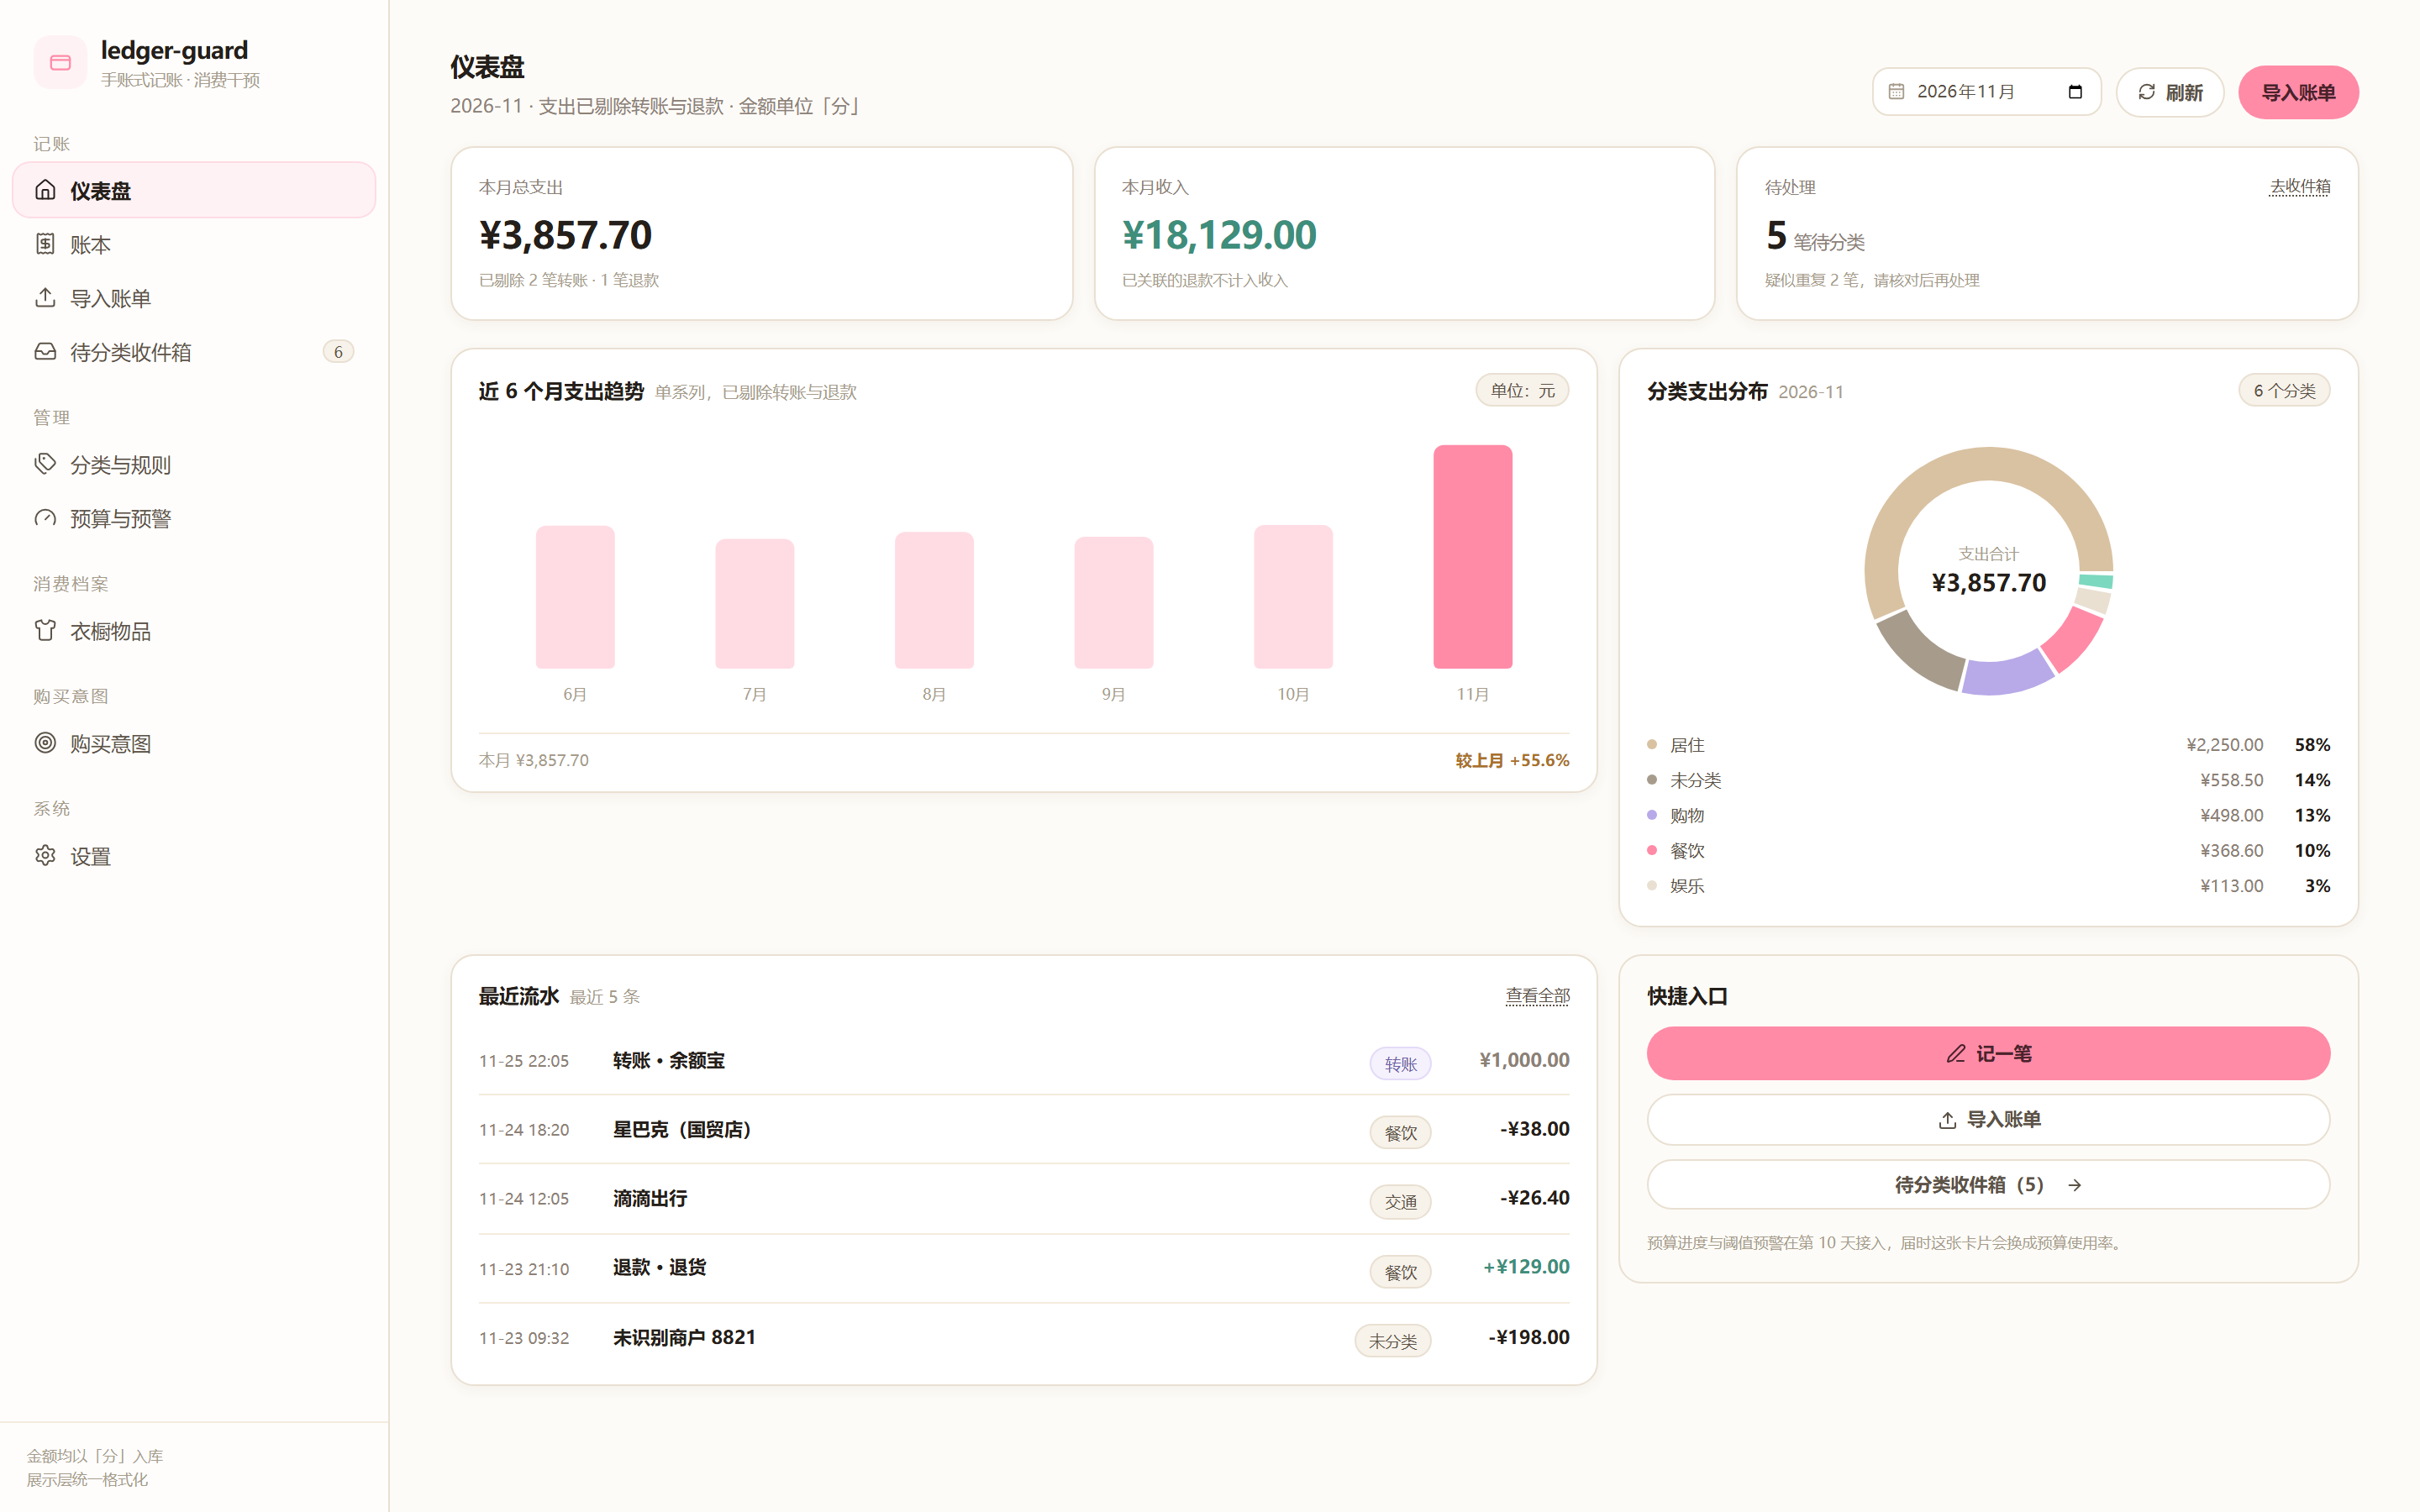 ledger-guard
手账式记账 · 消费干预
记账
仪表盘
账本
导入账单
待分类收件箱 6
管理
分类与规则
预算与预警
消费档案
衣橱物品
购买意图
购买意图
系统
设置
金额均以「分」入库
展示层统一格式化
仪表盘
2026-11 · 支出已剔除转账与退款 · 金额单位「分」
2026年11月
刷新
导入账单
本月总支出
¥3,857.70
已剔除 2 笔转账 · 1 笔退款
本月收入
¥18,129.00
已关联的退款不计入收入
待处理 去收件箱
5 笔待分类
疑似重复 2 笔，请核对后再处理
近 6 个月支出趋势 单系列，已剔除转账与退款 单位：元
6月 7月 8月 9月 10月 11月
本月 ¥3,857.70 较上月 +55.6%
分类支出分布 2026-11 6 个分类
支出合计
¥3,857.70
居住 ¥2,250.00 58%
未分类 ¥558.50 14%
购物 ¥498.00 13%
餐饮 ¥368.60 10%
娱乐 ¥113.00 3%
最近流水 最近 5 条 查看全部
11-25 22:05 转账・余额宝 转账 ¥1,000.00
11-24 18:20 星巴克（国贸店） 餐饮 -¥38.00
11-24 12:05 滴滴出行 交通 -¥26.40
11-23 21:10 退款・退货 餐饮 +¥129.00
11-23 09:32 未识别商户 8821 未分类 -¥198.00
快捷入口
记一笔
导入账单
待分类收件箱（5） →
预算进度与阈值预警在第 10 天接入，届时这张卡片会换成预算使用率。